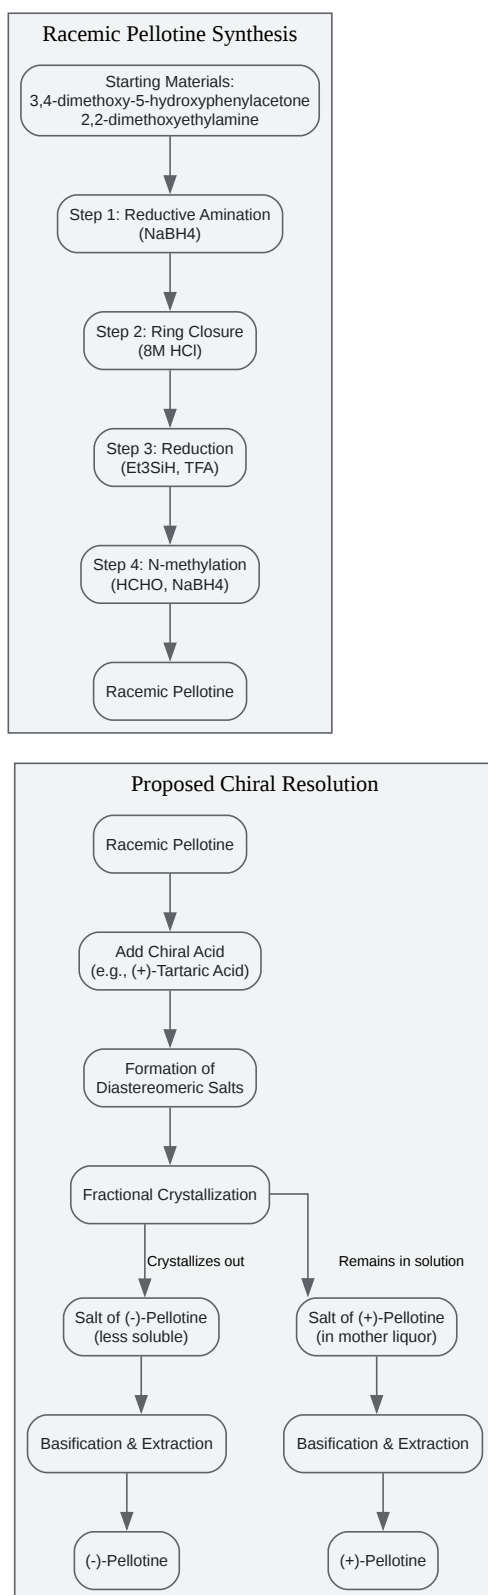 Racemic Pellotine Synthesis
Starting Materials:
3,4-dimethoxy-5-hydroxyphenylacetone
2,2-dimethoxyethylamine
Step 1: Reductive Amination
(NaBH4)
Step 2: Ring Closure
(8M HCl)
Step 3: Reduction
(Et3SiH, TFA)
Step 4: N-methylation
(HCHO, NaBH4)
Racemic Pellotine
Proposed Chiral Resolution
Racemic Pellotine
Add Chiral Acid
(e.g., (+)-Tartaric Acid)
Formation of
Diastereomeric Salts
Fractional Crystallization
Crystallizes out
Remains in solution
Salt of (-)-Pellotine
(less soluble)
Salt of (+)-Pellotine
(in mother liquor)
Basification & Extraction
Basification & Extraction
(-)-Pellotine
(+)-Pellotine